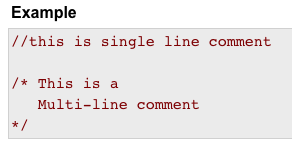 Example
//this is single line comment
/* This is a
Multi-line comment
*/